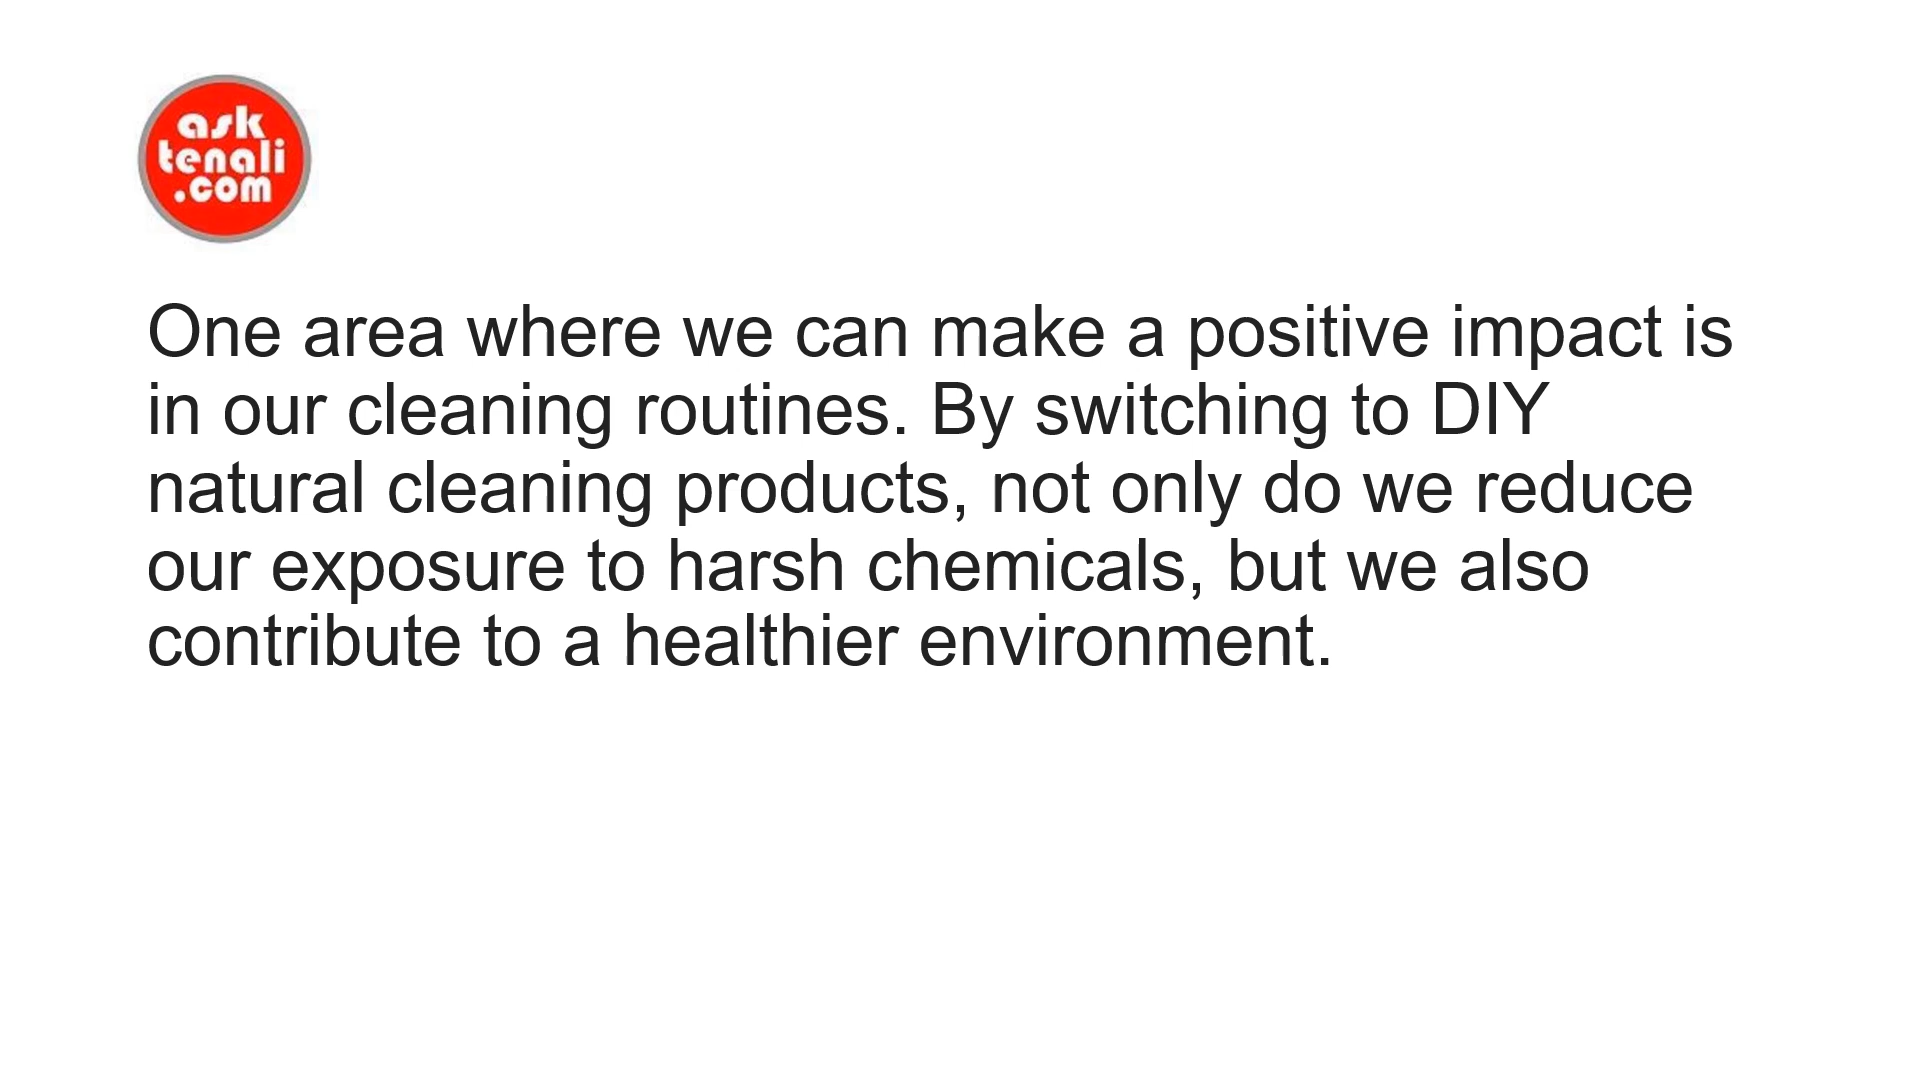 ask
tenali
.com
One area where we can make a positive impact is
in our cleaning routines. By switching to DIY
natural cleaning products, not only do we reduce
our exposure to harsh chemicals, but we also
contribute to a healthier environment.